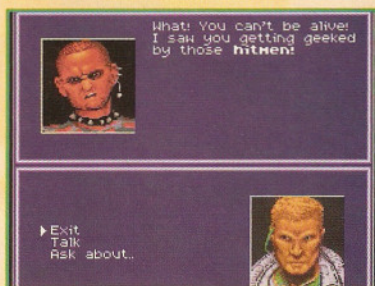 What! You can't be alive!
I saw you getting geeked
by those hitmen!
Exit
Talk
Ask about..